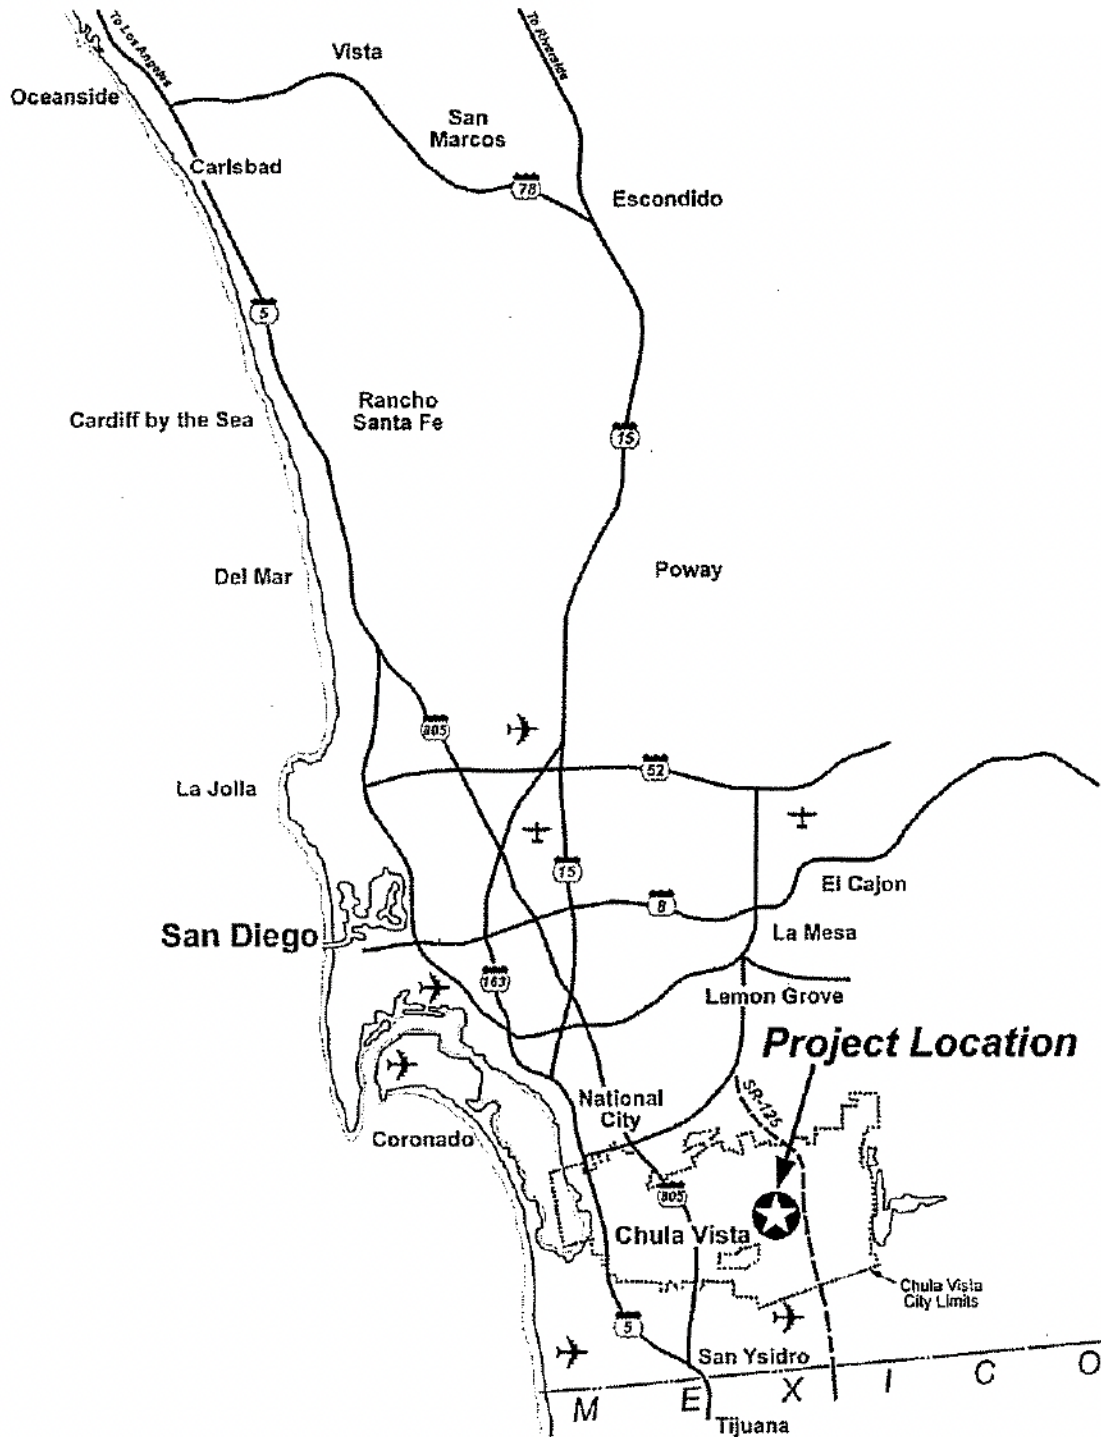 To Los Angeles
To Riverside
Vista
Oceanside
San
Marcos
Carlsbad
78
Escondido
5
Rancho
Santa Fe
Cardiff by the Sea
15
Del Mar
Poway
805
52
La Jolla
15
El Cajon
8
San Diego
La Mesa
163
Lemon Grove
Project Location
SR-125
National
City
Coronado
805
Chula Vista
Chula Vista
City Limits
5
San Ysidro
M E X I C O
Tijuana